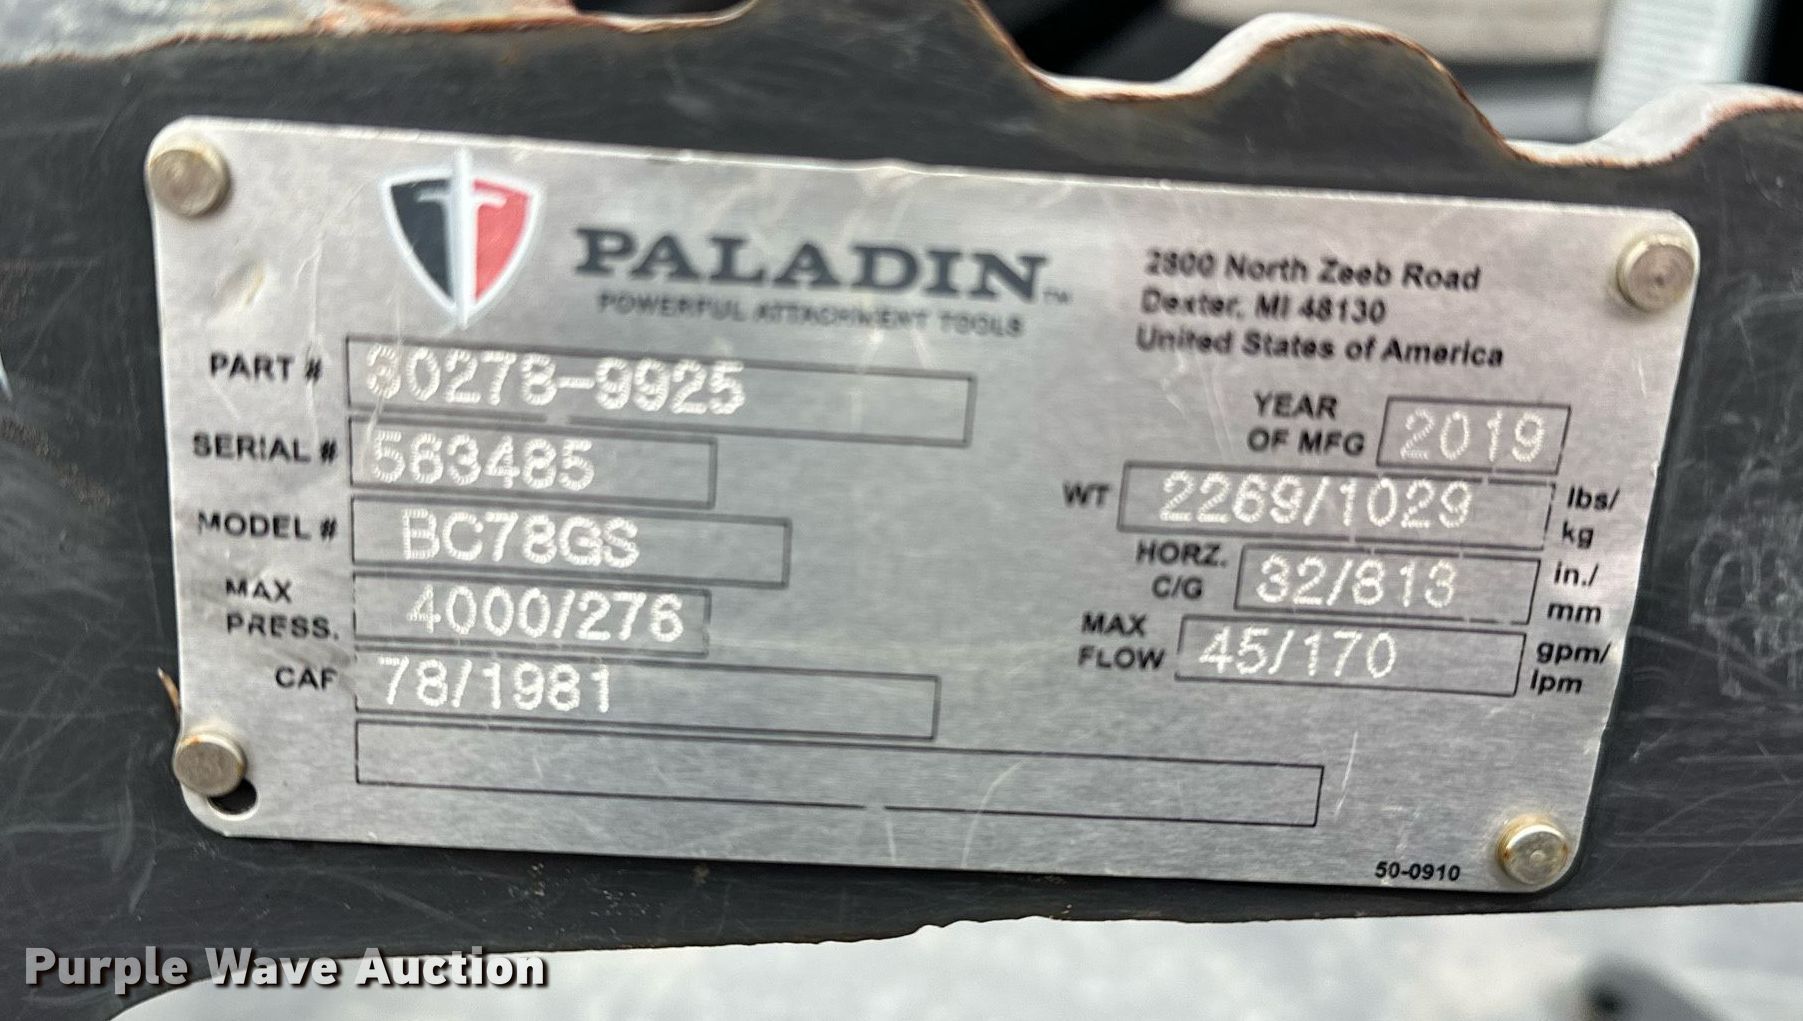 PALADIN™
POWERFUL ATTACHMENT TOOLS
2800 North Zeeb Road
Dexter, MI 48130
United States of America
PART # 80278-9925
SERIAL # 563485
MODEL # BC78GS
MAX PRESS. 4000/276
CAF 78/1981
YEAR OF MFG 2019
WT 2269/1029 lbs/kg
HORZ. C/G 32/813 in./mm
MAX FLOW 45/170 gpm/lpm
50-0910
Purple Wave Auction